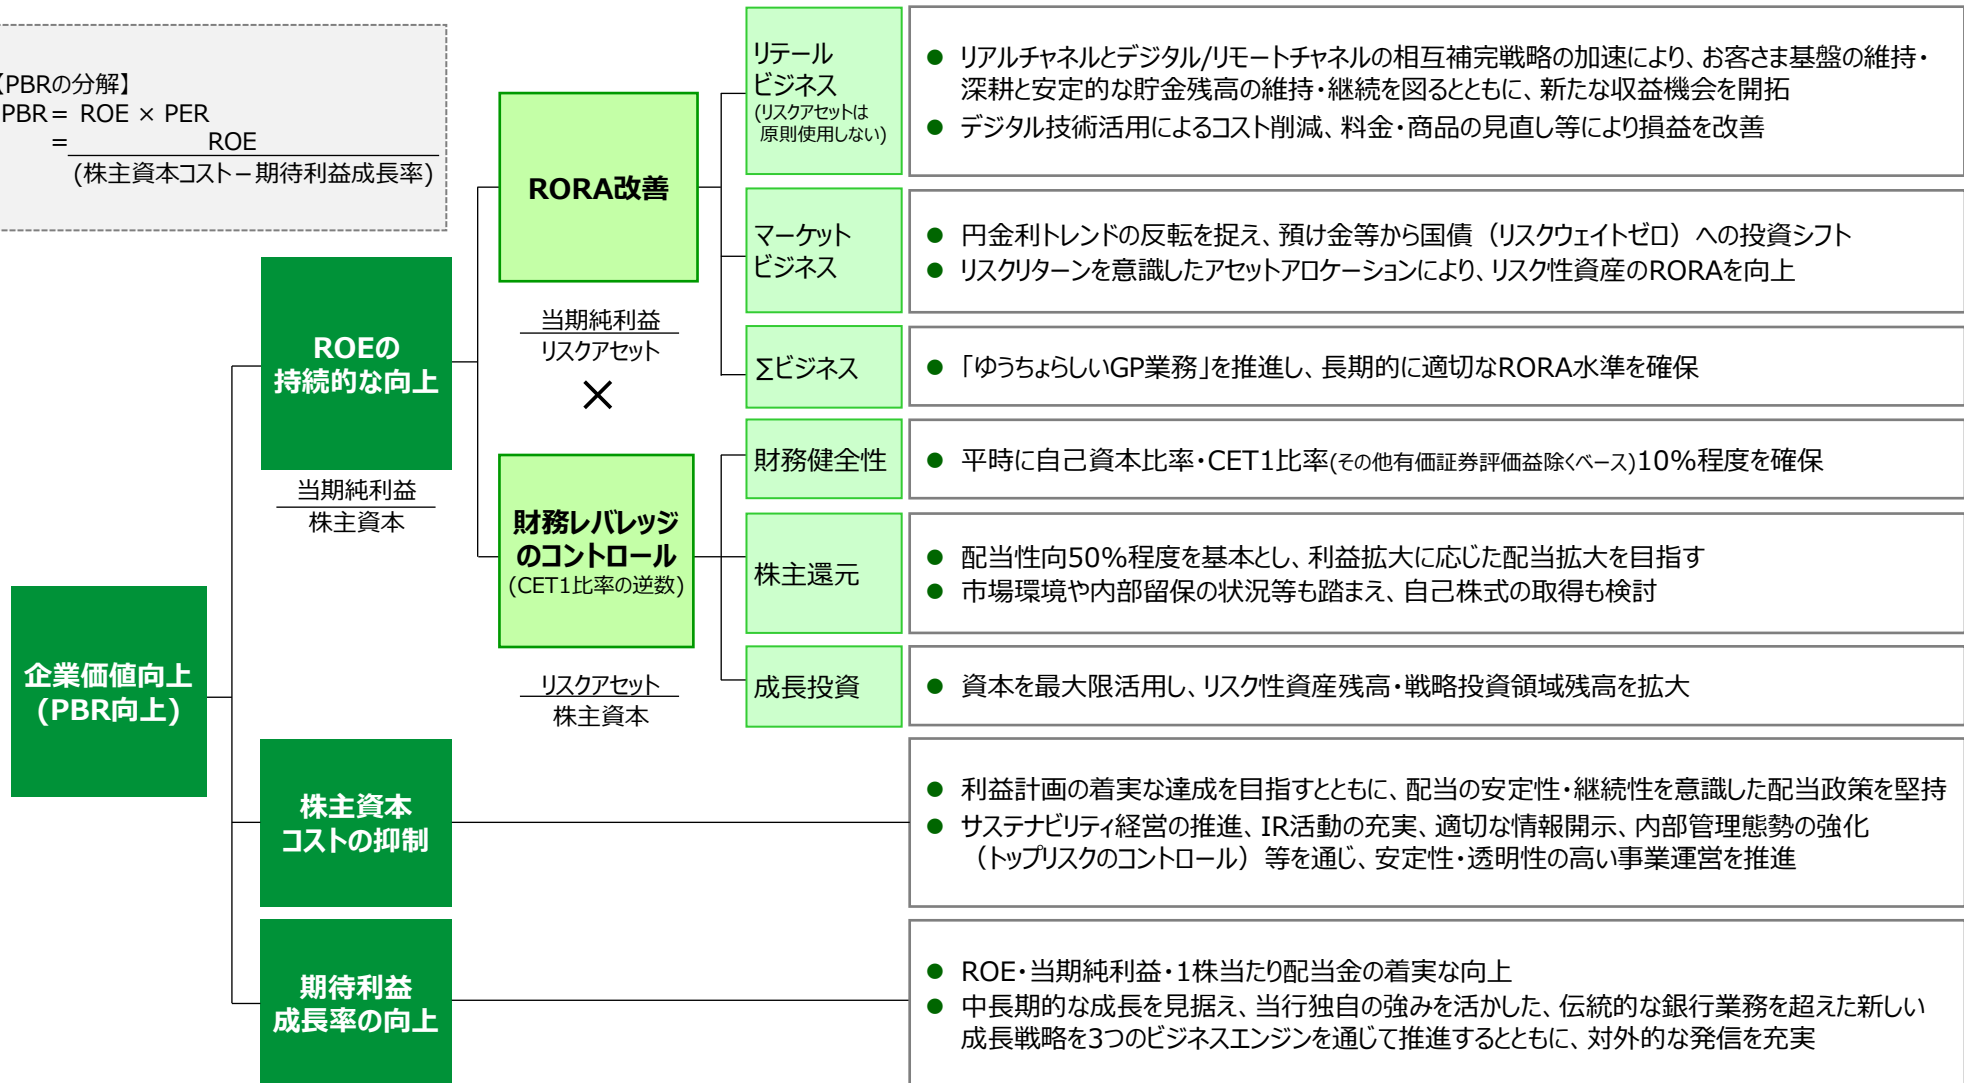 【PBRの分解】
PBR = ROE × PER
= ROE
(株主資本コスト－期待利益成長率)
企業価値向上
(PBR向上)
ROEの
持続的な向上
当期純利益
株主資本
RORA改善
当期純利益
リスクアセット
×
財務レバレッジ
のコントロール
(CET1比率の逆数)
リスクアセット
株主資本
リテール
ビジネス
(リスクアセットは
原則使用しない)
● リアルチャネルとデジタル/リモートチャネルの相互補完戦略の加速により、お客さま基盤の維持・
深耕と安定的な貯金残高の維持・継続を図るとともに、新たな収益機会を開拓
● デジタル技術活用によるコスト削減、料金・商品の見直し等により損益を改善
マーケット
ビジネス
● 円金利トレンドの反転を捉え、預け金等から国債（リスクウェイトゼロ）への投資シフト
● リスクリターンを意識したアセットアロケーションにより、リスク性資産のRORAを向上
Σビジネス
● 「ゆうちょらしいGP業務」を推進し、長期的に適切なRORA水準を確保
財務健全性
● 平時に自己資本比率・CET1比率(その他有価証券評価益除くベース)10%程度を確保
株主還元
● 配当性向50%程度を基本とし、利益拡大に応じた配当拡大を目指す
● 市場環境や内部留保の状況等も踏まえ、自己株式の取得も検討
成長投資
● 資本を最大限活用し、リスク性資産残高・戦略投資領域残高を拡大
株主資本
コストの抑制
● 利益計画の着実な達成を目指すとともに、配当の安定性・継続性を意識した配当政策を堅持
● サステナビリティ経営の推進、IR活動の充実、適切な情報開示、内部管理態勢の強化
（トップリスクのコントロール）等を通じ、安定性・透明性の高い事業運営を推進
期待利益
成長率の向上
● ROE・当期純利益・1株当たり配当金の着実な向上
● 中長期的な成長を見据え、当行独自の強みを活かした、伝統的な銀行業務を超えた新しい
成長戦略を3つのビジネスエンジンを通じて推進するとともに、対外的な発信を充実